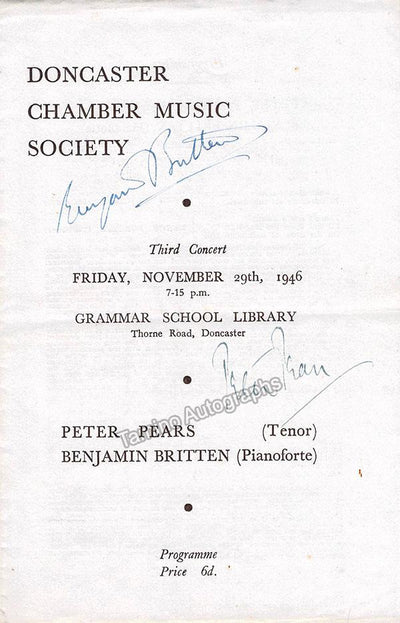 DONCASTER
CHAMBER MUSIC
SOCIETY
Benjamin Britten
Third Concert
FRIDAY, NOVEMBER 29th, 1946
7-15 p.m.
GRAMMAR SCHOOL LIBRARY
Thorne Road, Doncaster
Peter Pears
Tamino Autographs
PETER PEARS (Tenor)
BENJAMIN BRITTEN (Pianoforte)
Programme
Price 6d.